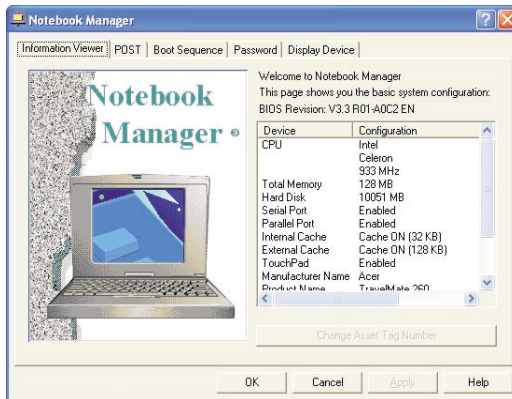 Notebook Manager
Information Viewer POST Boot Sequence Password Display Device
Notebook
Manager ®
Welcome to Notebook Manager
This page shows you the basic system configuration:
BIOS Revision: V3.3 R01-A0C2 EN
Device Configuration
CPU Intel
Celeron
933 MHz
Total Memory 128 MB
Hard Disk 10051 MB
Serial Port Enabled
Parallel Port Enabled
Internal Cache Cache ON (32 KB)
External Cache Cache ON (128 KB)
TouchPad Enabled
Manufacturer Name Acer
Product Name TravelMate 260
Change Asset Tag Number
OK Cancel Apply Help